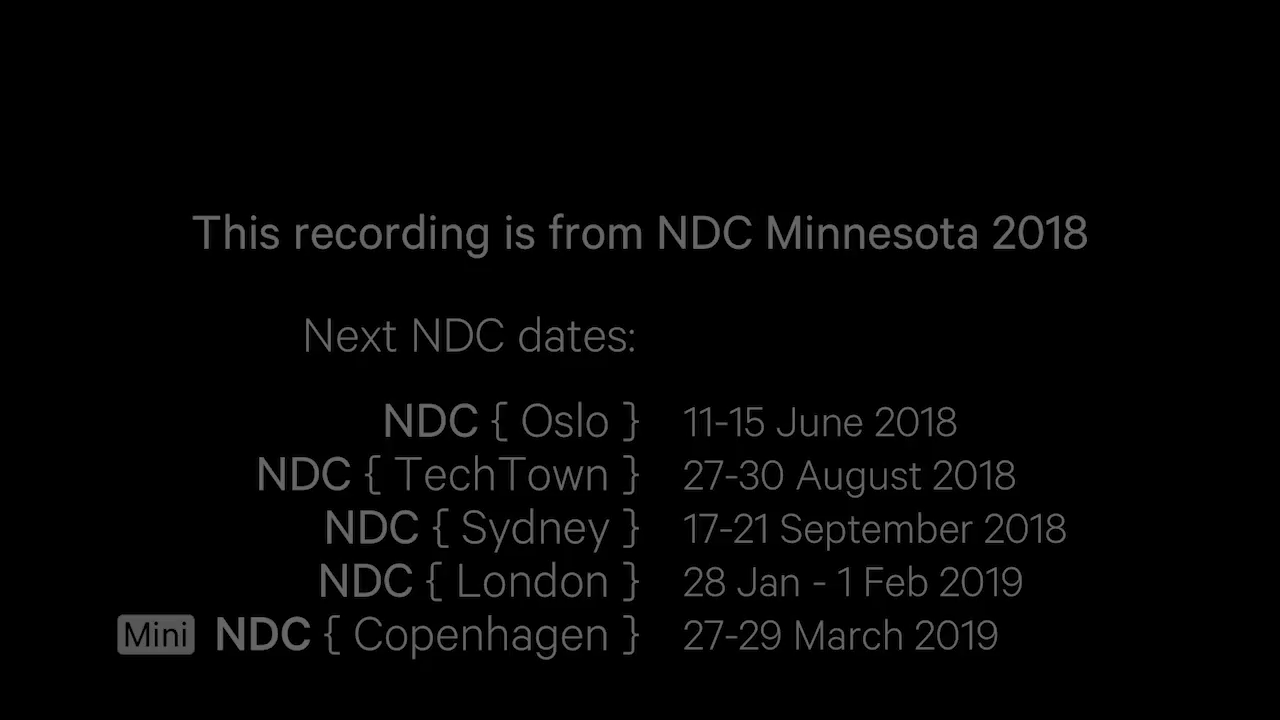 This recording is from NDC Minnesota 2018
Next NDC dates:
NDC { Oslo } 11-15 June 2018
NDC { TechTown } 27-30 August 2018
NDC { Sydney } 17-21 September 2018
NDC { London } 28 Jan - 1 Feb 2019
Mini NDC { Copenhagen } 27-29 March 2019